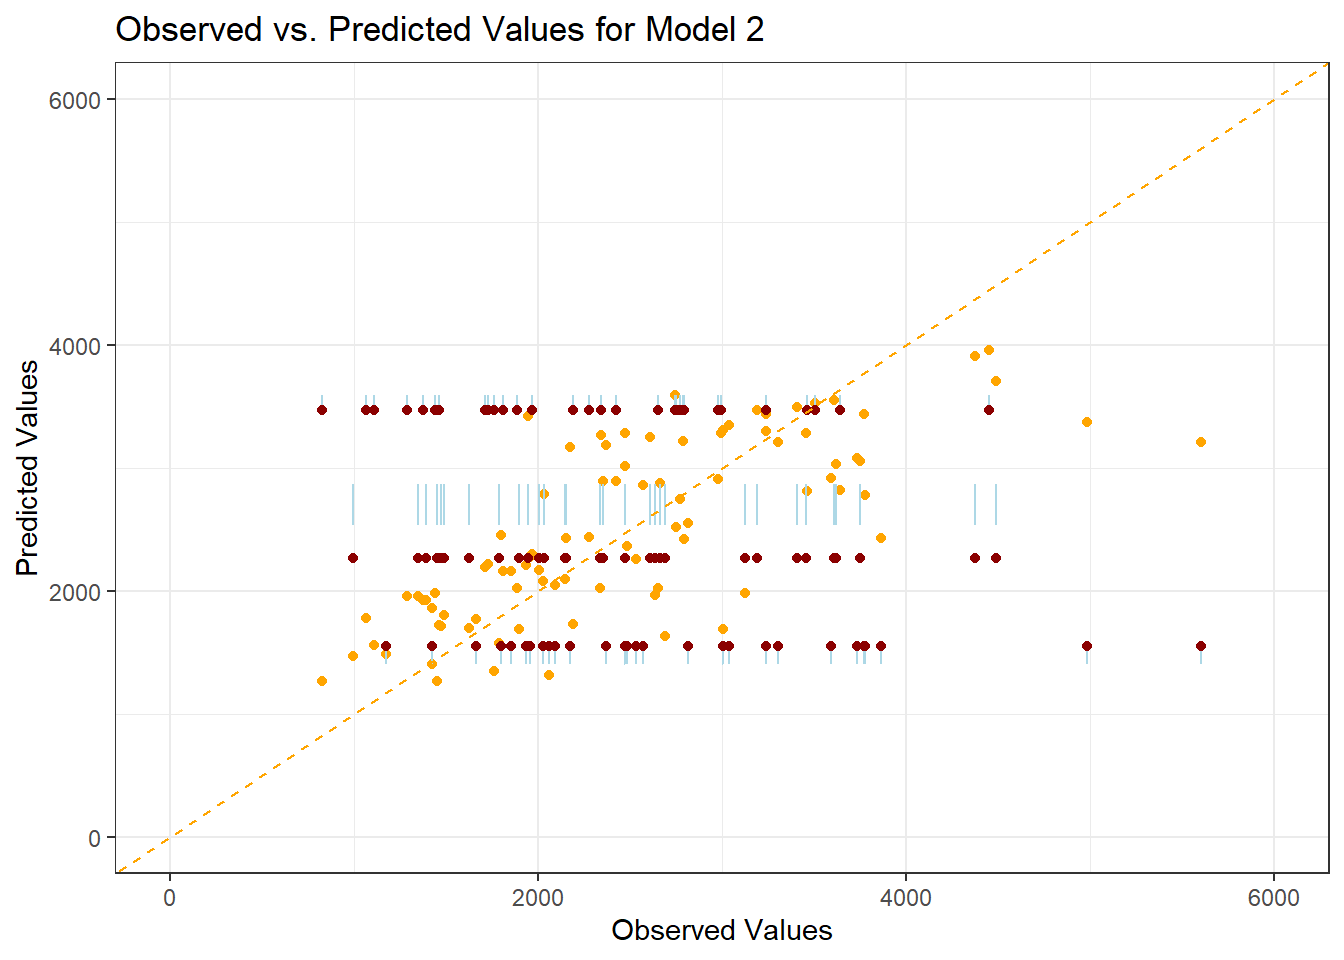 Observed vs. Predicted Values for Model 2
Predicted Values
6000
4000
2000
0
0 2000 4000 6000
Observed Values